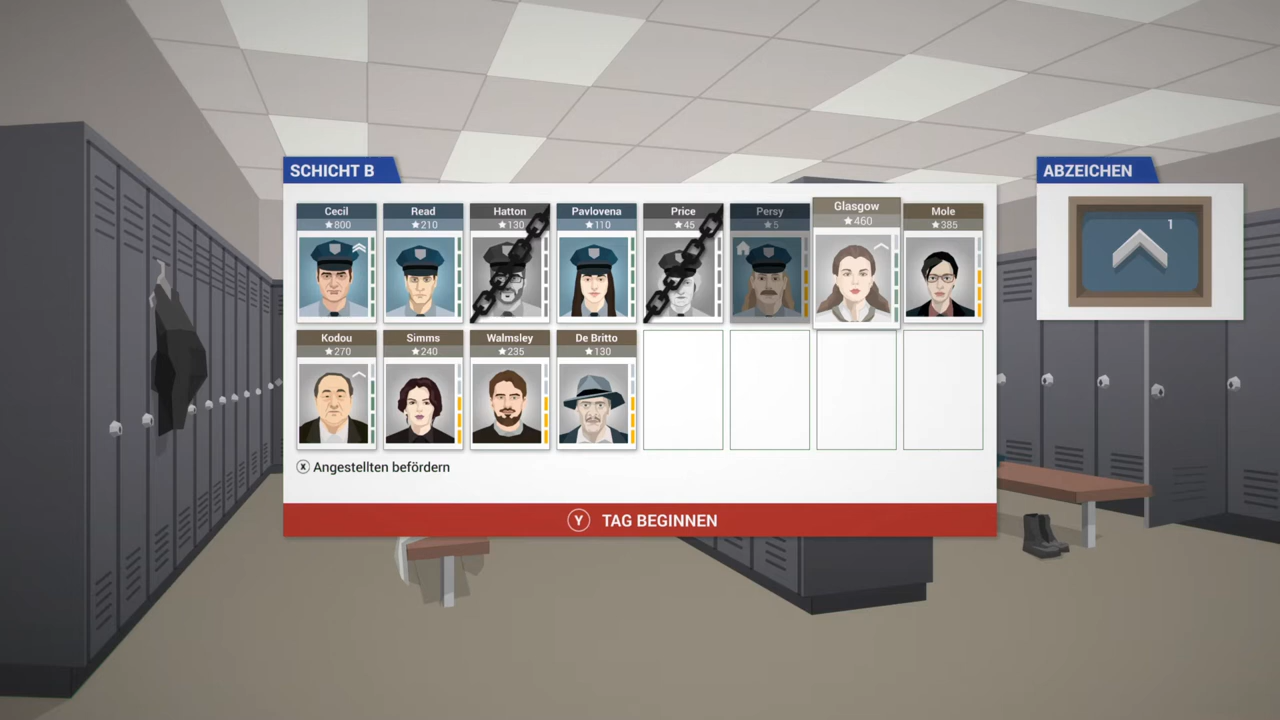 SCHICHT B
ABZEICHEN
Cecil
★800
Read
★210
Hatton
★130
Pavlovena
★110
Price
★45
Persy
★5
Glasgow
★460
Mole
★385
1
Kodou
★270
Simms
★240
Walmsley
★235
De Britto
★130
X Angestellten befördern
Y TAG BEGINNEN